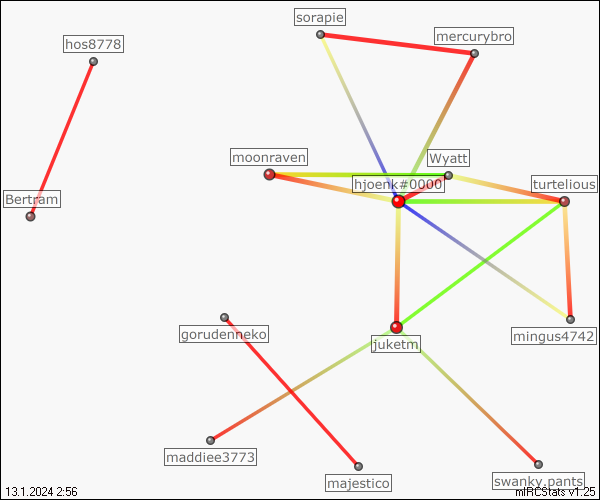 sorapie
hos8778
mercurybro
moonraven
Wyatt
hjoenk#0000
turtelious
Bertram
gorudenneko
mingus4742
juketm
maddiee3773
majestico
swanky.pants
13.1.2024 2:56
mIRCStats v1.25